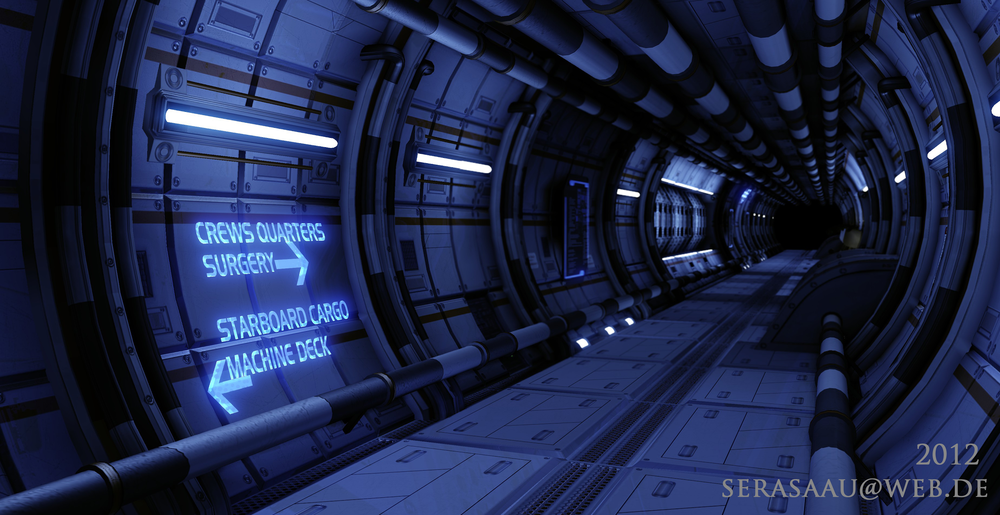 CREWS QUARTERS
SURGERY
STARBOARD CARGO
MACHINE DECK
2012
SERASAAU@WEB.DE